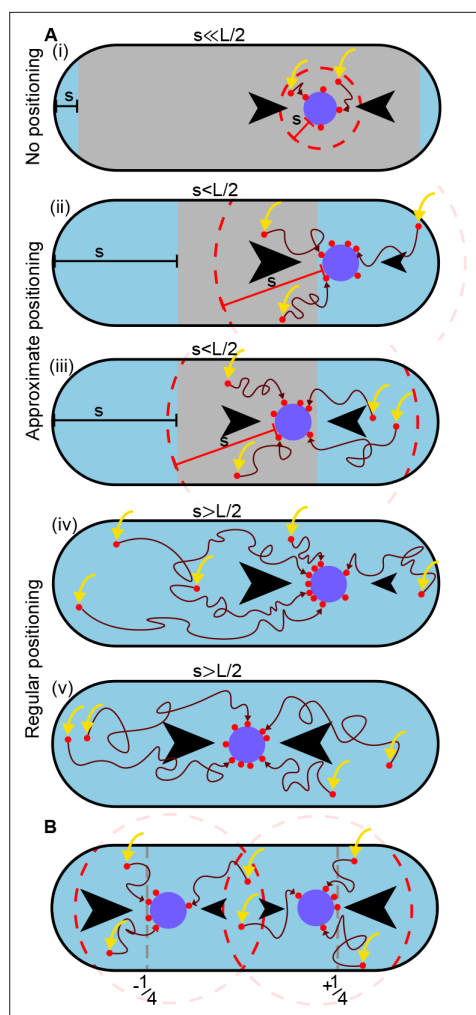 A
s≪L/2
(i)
s
s
No positioning
s<L/2
(ii)
s
s
s<L/2
(iii)
s
s
Approximate positioning
s>L/2
(iv)
s>L/2
(v)
Regular positioning
B
-1/4
+1/4